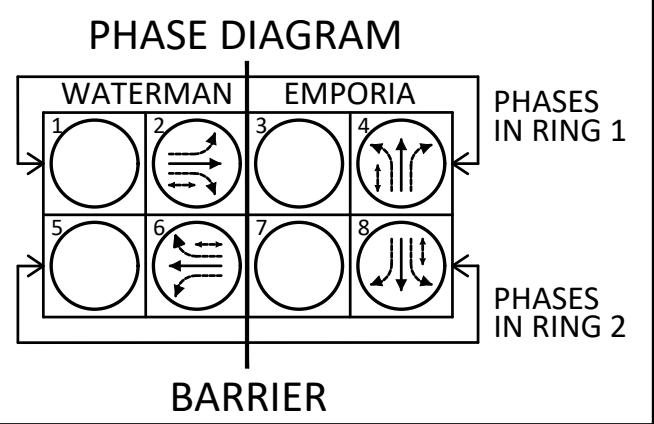 PHASE DIAGRAM
WATERMAN EMPORIA
1 2 3 4
PHASES
IN RING 1
5 6 7 8
PHASES
IN RING 2
BARRIER